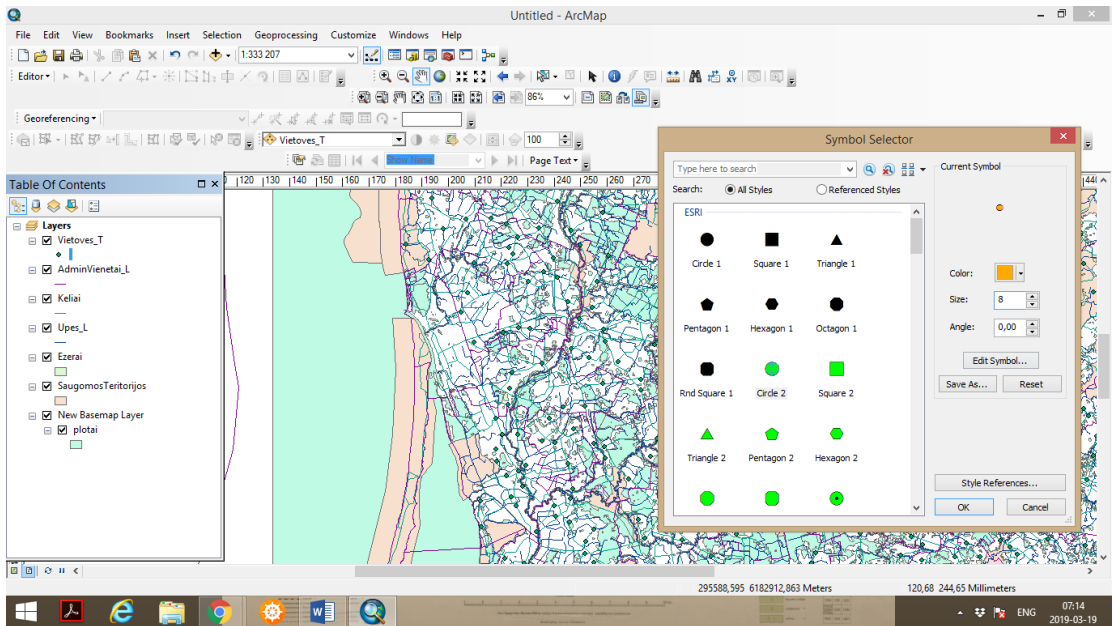 Untitled - ArcMap
File Edit View Bookmarks Insert Selection Geoprocessing Customize Windows Help
1:333 207
Editor
86%
Georeferencing
Vietoves_T
100
Show Name
Page Text
Table Of Contents
120 130 140 150 160 170 180 190 200 210 220 230 240 250 260 270
Layers
Vietoves_T
AdminVienetai_L
Keliai
Upes_L
Ezerai
SaugomosTeritorijos
New Basemap Layer
plotai
Symbol Selector
Type here to search
Search: All Styles Referenced Styles
ESRI
Circle 1 Square 1 Triangle 1
Pentagon 1 Hexagon 1 Octagon 1
Rnd Square 1 Circle 2 Square 2
Triangle 2 Pentagon 2 Hexagon 2
Current Symbol
Color:
Size: 8
Angle: 0,00
Edit Symbol...
Save As... Reset
Style References...
OK Cancel
295588,595 6182912,863 Meters 120,68 244,65 Millimeters
ENG
07:14
2019-03-19